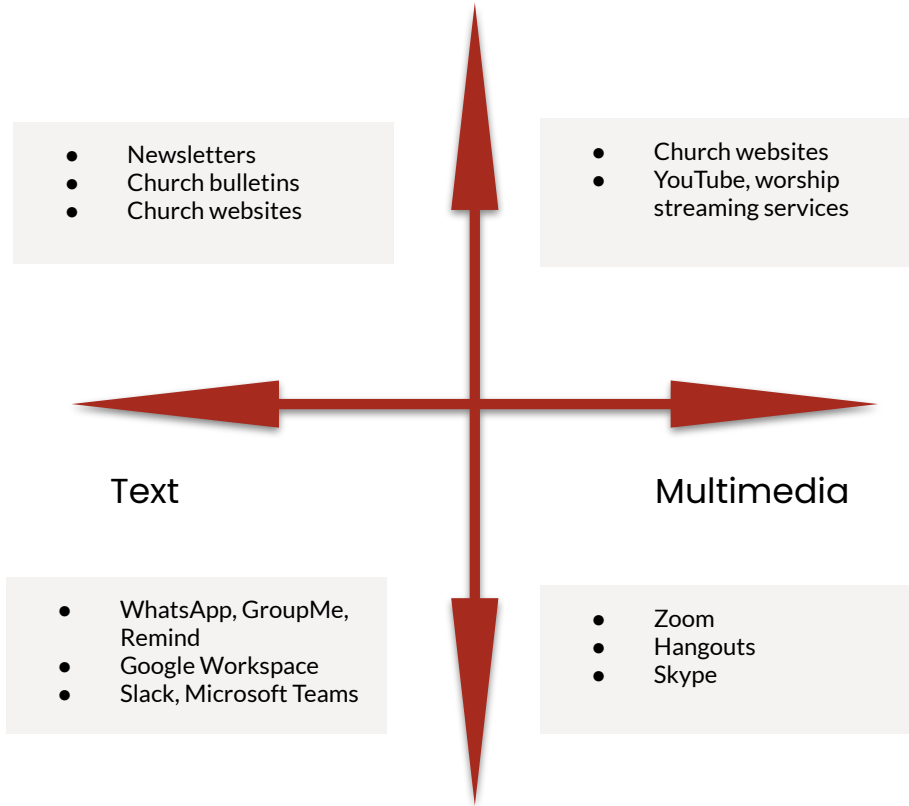 ● Newsletters
● Church bulletins
● Church websites
● Church websites
● YouTube, worship
streaming services
Text
Multimedia
● WhatsApp, GroupMe,
Remind
● Google Workspace
● Slack, Microsoft Teams
● Zoom
● Hangouts
● Skype